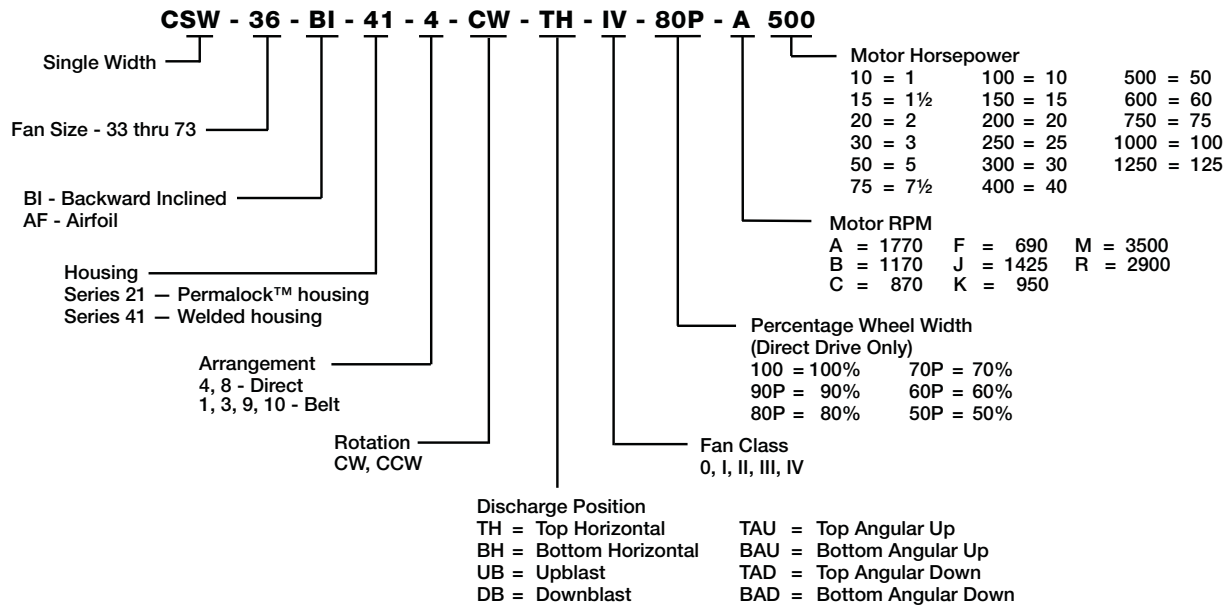 CSW - 36 - BI - 41 - 4 - CW - TH - IV - 80P - A 500
Single Width
Fan Size - 33 thru 73
BI - Backward Inclined
AF - Airfoil
Housing
Series 21 — Permalock™ housing
Series 41 — Welded housing
Arrangement
4, 8 - Direct
1, 3, 9, 10 - Belt
Rotation
CW, CCW
Discharge Position
TH = Top Horizontal TAU = Top Angular Up
BH = Bottom Horizontal BAU = Bottom Angular Up
UB = Upblast TAD = Top Angular Down
DB = Downblast BAD = Bottom Angular Down
Fan Class
0, I, II, III, IV
Percentage Wheel Width
(Direct Drive Only)
100 = 100% 70P = 70%
90P = 90% 60P = 60%
80P = 80% 50P = 50%
Motor RPM
A = 1770 F = 690 M = 3500
B = 1170 J = 1425 R = 2900
C = 870 K = 950
Motor Horsepower
10 = 1 100 = 10 500 = 50
15 = 1½ 150 = 15 600 = 60
20 = 2 200 = 20 750 = 75
30 = 3 250 = 25 1000 = 100
50 = 5 300 = 30 1250 = 125
75 = 7½ 400 = 40